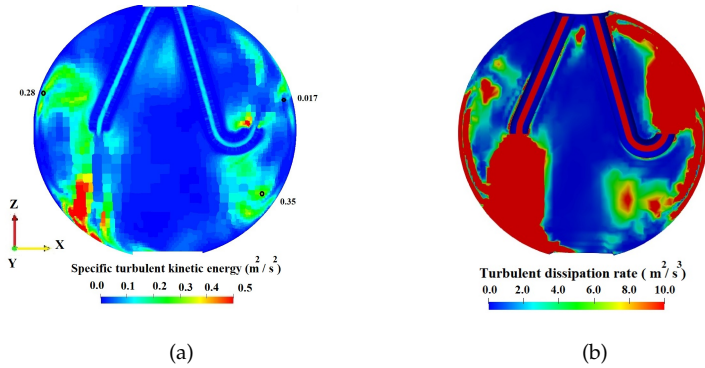 0.28
0.017
0.35
Z
X
Y
Specific turbulent kinetic energy (m²/ s²)
0.0 0.1 0.2 0.3 0.4 0.5
(a)
Turbulent dissipation rate ( m²/ s³)
0.0 2.0 4.0 6.0 8.0 10.0
(b)